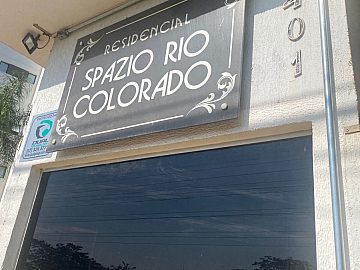 RESIDENCIAL
SPAZIO RIO
COLORADO
401